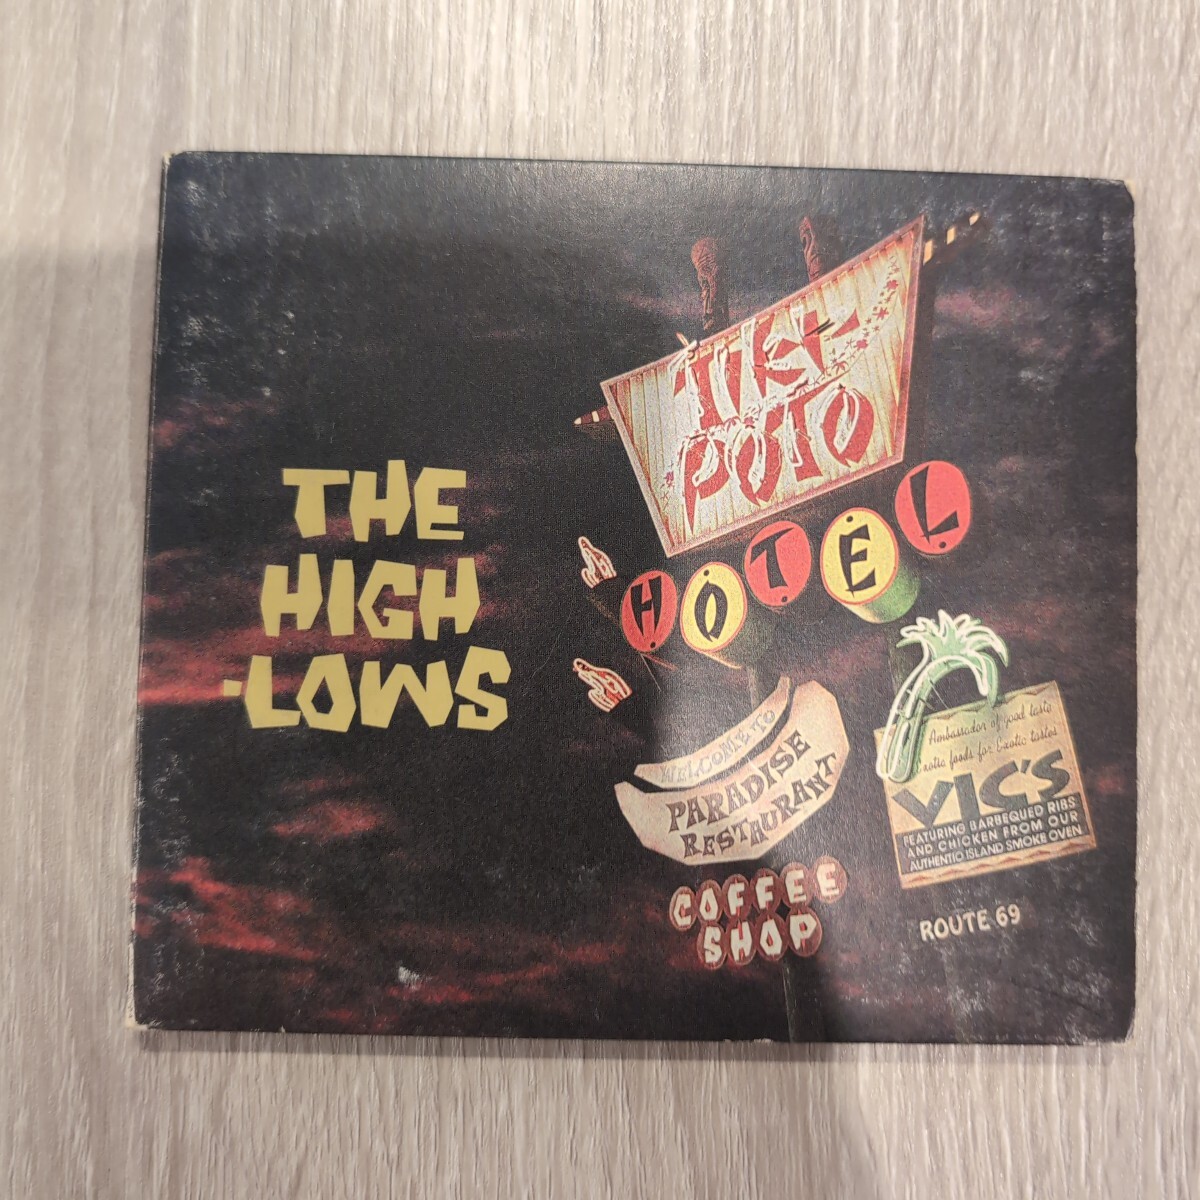 THE
HIGH
-LOWS
TIKI-
POTO
HOTEL
WELCOME TO
PARADISE
RESTAURANT
COFFEE
SHOP
Ambassador of good taste
Exotic foods for Exotic tastes
VIC'S
FEATURING BARBEQUED RIBS
AND CHICKEN FROM OUR
AUTHENTIC ISLAND SMOKE OVEN
ROUTE 69